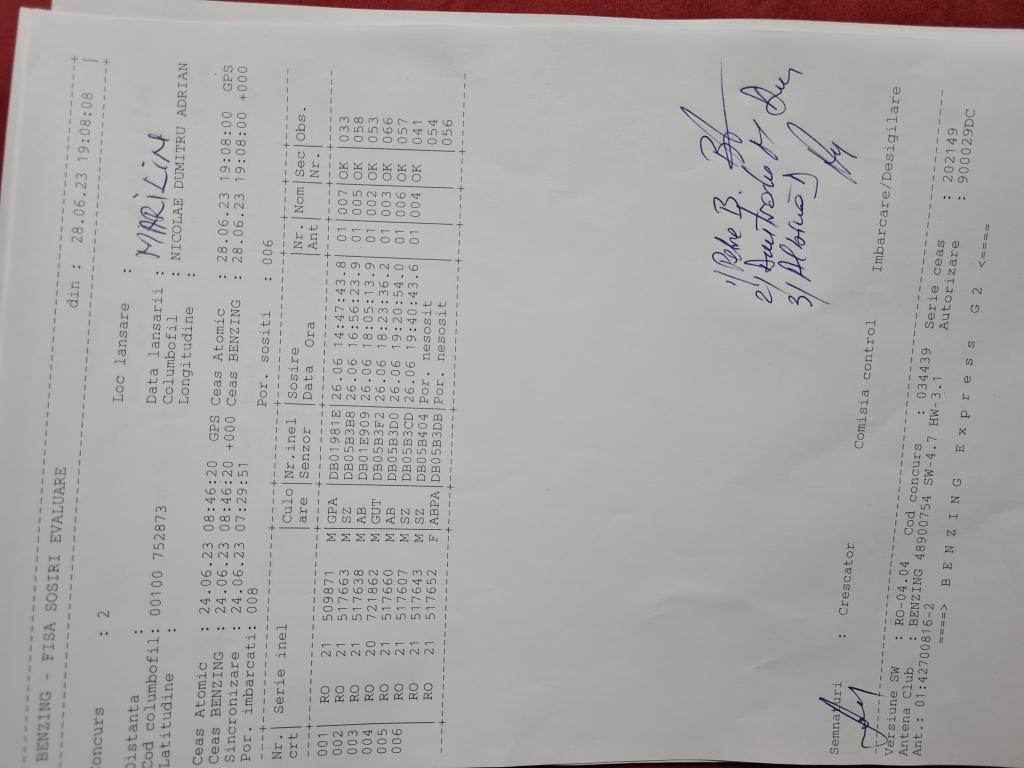 BENZING - FISA SOSIRI EVALUARE
din : 28.06.23 19:08:08
oncurs : 2
Loc lansare :
Distanta : Data lansarii : MARILIN
Cod columbofil: 00100 752873 Columbofil : NICOLAE DUMITRU ADRIAN
Latitudine : Longitudine :
Ceas Atomic : 24.06.23 08:46:20 GPS Ceas Atomic : 28.06.23 19:08:00 GPS
Ceas BENZING : 24.06.23 08:46:20 +000 Ceas BENZING : 28.06.23 19:08:00 +000
Sincronizare : 24.06.23 07:29:51
Por. imbarcati: 008 Por. sositi : 006
Nr.| Serie inel |Culo|Nr.inel |Sosire |Nr.|Nom|Sec|Obs.
crt| |are |Senzor |Data Ora |Ant| |Nr.|
001 | RO 21 509871 M|GPA |DB01981E|26.06 14:47:43.8| 01|007|OK |033
002 | RO 21 517663 M|SZ |DB05B3B8|26.06 16:56:23.9| 01|005|OK |058
003 | RO 21 517638 M|AB |DB01E909|26.06 18:05:13.9| 01|002|OK |053
004 | RO 20 721862 M|GUT |DB05B3F2|26.06 18:23:36.2| 01|003|OK |066
005 | RO 21 517660 M|AB |DB05B3D0|26.06 19:20:54.0| 01|006|OK |057
006 | RO 21 517607 M|SZ |DB05B3CD|26.06 19:40:43.6| 01|004|OK |041
| RO 21 517643 M|SZ |DB05B404|Por. nesosit | | | |054
| RO 21 517652 F|ABPA|DB05B3DB|Por. nesosit | | | |056
1) Petre B.
2)
3)
Semnaturi : Crescator Comisia control Imbarcare/Desigilare
Versiune SW : RO-04.04 Cod concurs : 034439 Serie ceas : 202149
Antena Club : BENZING 48900754 SW-4.7 HW-3.1 Autorizare : 900029DC
Ant.: 01:42700816-2
====> B E N Z I N G E x p r e s s G 2 <====